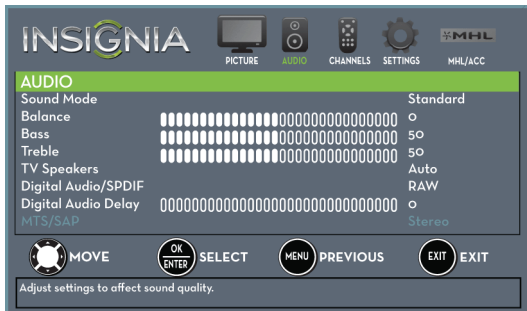 INSIGNIA
PICTURE AUDIO CHANNELS SETTINGS MHL MHL/ACC
AUDIO
Sound Mode Standard
Balance 0
Bass 50
Treble 50
TV Speakers Auto
Digital Audio/SPDIF RAW
Digital Audio Delay 0
MTS/SAP Stereo
MOVE OK ENTER SELECT MENU PREVIOUS EXIT EXIT
Adjust settings to affect sound quality.